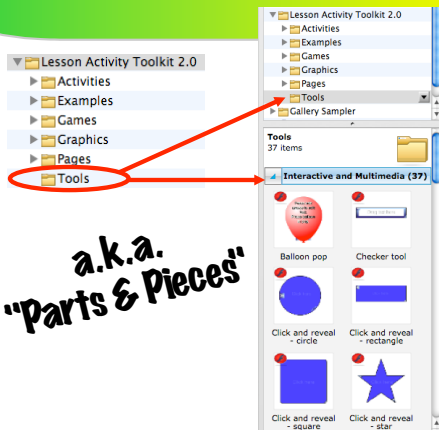 Lesson Activity Toolkit 2.0
Activities
Examples
Games
Graphics
Pages
Tools
a.k.a.
"Parts & Pieces"
Lesson Activity Toolkit 2.0
Activities
Examples
Games
Graphics
Pages
Tools
Gallery Sampler
Tools
37 items
Interactive and Multimedia (37)
Balloon pop
Checker tool
Click and reveal
- circle
Click and reveal
- rectangle
Click and reveal
- square
Click and reveal
- star